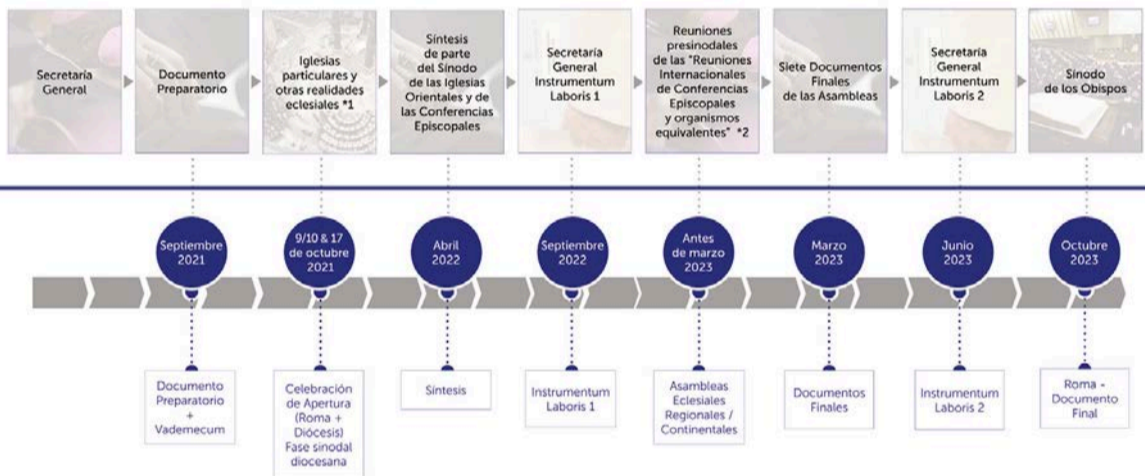 Secretaría
General
Documento
Preparatorio
Iglesias
particulares y
otras realidades
eclesiales *1
Síntesis
de parte
del Sínodo
de las Iglesias
Orientales y de
las Conferencias
Episcopales
Secretaría
General
Instrumentum
Laboris 1
Reuniones
presinodales
de las "Reuniones
Internacionales
de Conferencias
Episcopales
y organismos
equivalentes" *2
Siete Documentos
Finales
de las Asambleas
Secretaría
General
Instrumentum
Laboris 2
Sínodo
de los Obispos
Septiembre
2021
9/10 & 17
de octubre
2021
Abril
2022
Septiembre
2022
Antes
de marzo
2023
Marzo
2023
Junio
2023
Octubre
2023
Documento
Preparatorio
+
Vademecum
Celebración
de Apertura
(Roma +
Diócesis)
Fase sinodal
diocesana
Síntesis
Instrumentum
Laboris 1
Asambleas
Eclesiales
Regionales /
Continentales
Documentos
Finales
Instrumentum
Laboris 2
Roma -
Documento
Final